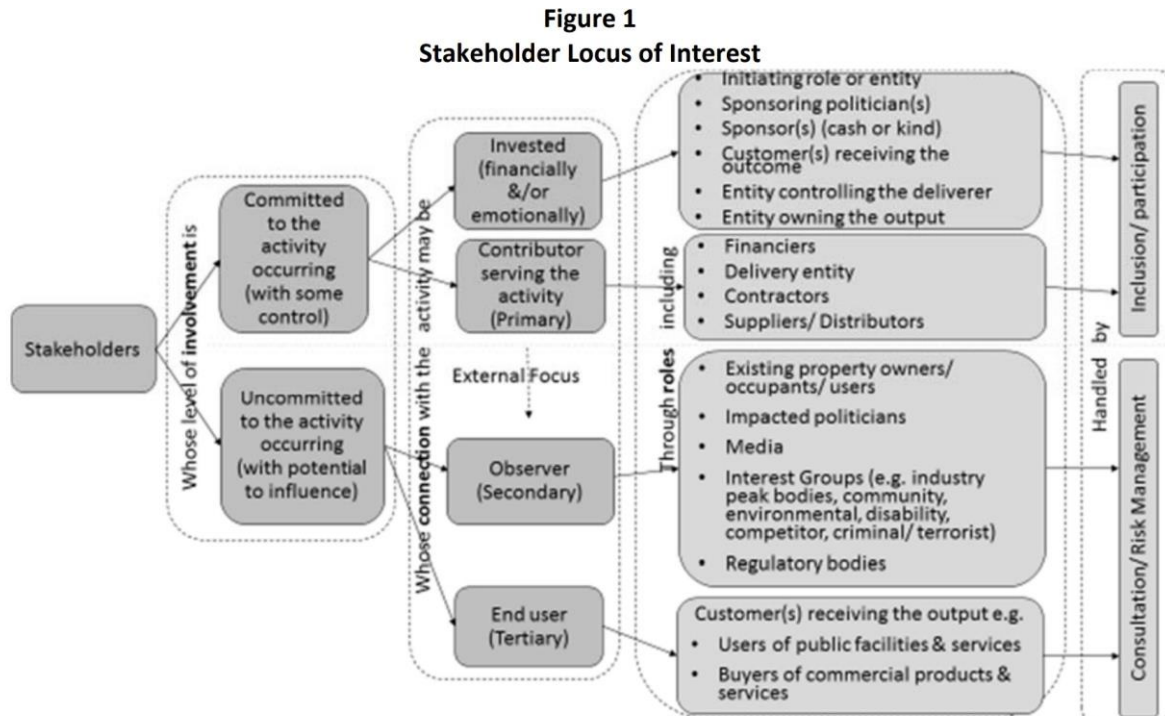 Figure 1
Stakeholder Locus of Interest
Stakeholders
Whose level of involvement is
Committed
to the
activity
occurring
(with some
control)
Uncommitted
to the activity
occurring
(with potential
to influence)
Whose connection with the activity may be
Invested
(financially
&/or
emotionally)
Contributor
serving the
activity
(Primary)
External Focus
Observer
(Secondary)
End user
(Tertiary)
Through roles including
• Initiating role or entity
• Sponsoring politician(s)
• Sponsor(s) (cash or kind)
• Customer(s) receiving the
outcome
• Entity controlling the deliverer
• Entity owning the output
• Financiers
• Delivery entity
• Contractors
• Suppliers/ Distributors
• Existing property owners/
occupants/ users
• Impacted politicians
• Media
• Interest Groups (e.g. industry
peak bodies, community,
environmental, disability,
competitor, criminal/ terrorist)
• Regulatory bodies
Customer(s) receiving the output e.g.
• Users of public facilities & services
• Buyers of commercial products &
services
Handled by
Inclusion/ participation
Consultation/ Risk Management